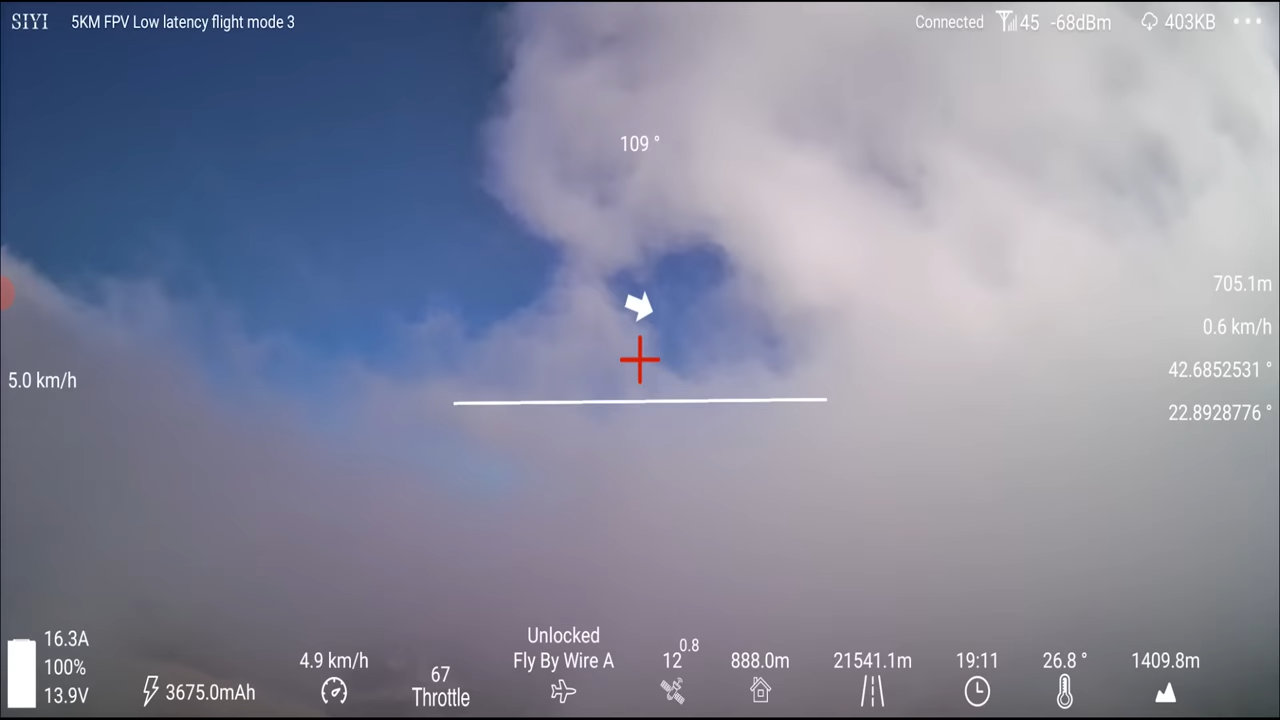 SIYI 5KM FPV Low latency flight mode 3 Connected 45 -68dBm 403KB
109 °
705.1m
0.6 km/h
42.6852531 °
5.0 km/h
22.8928776 °
Unlocked
16.3A
100%
13.9V
3675.0mAh
4.9 km/h
67
Throttle
Fly By Wire A
12 0.8
888.0m
21541.1m
19:11
26.8 °
1409.8m